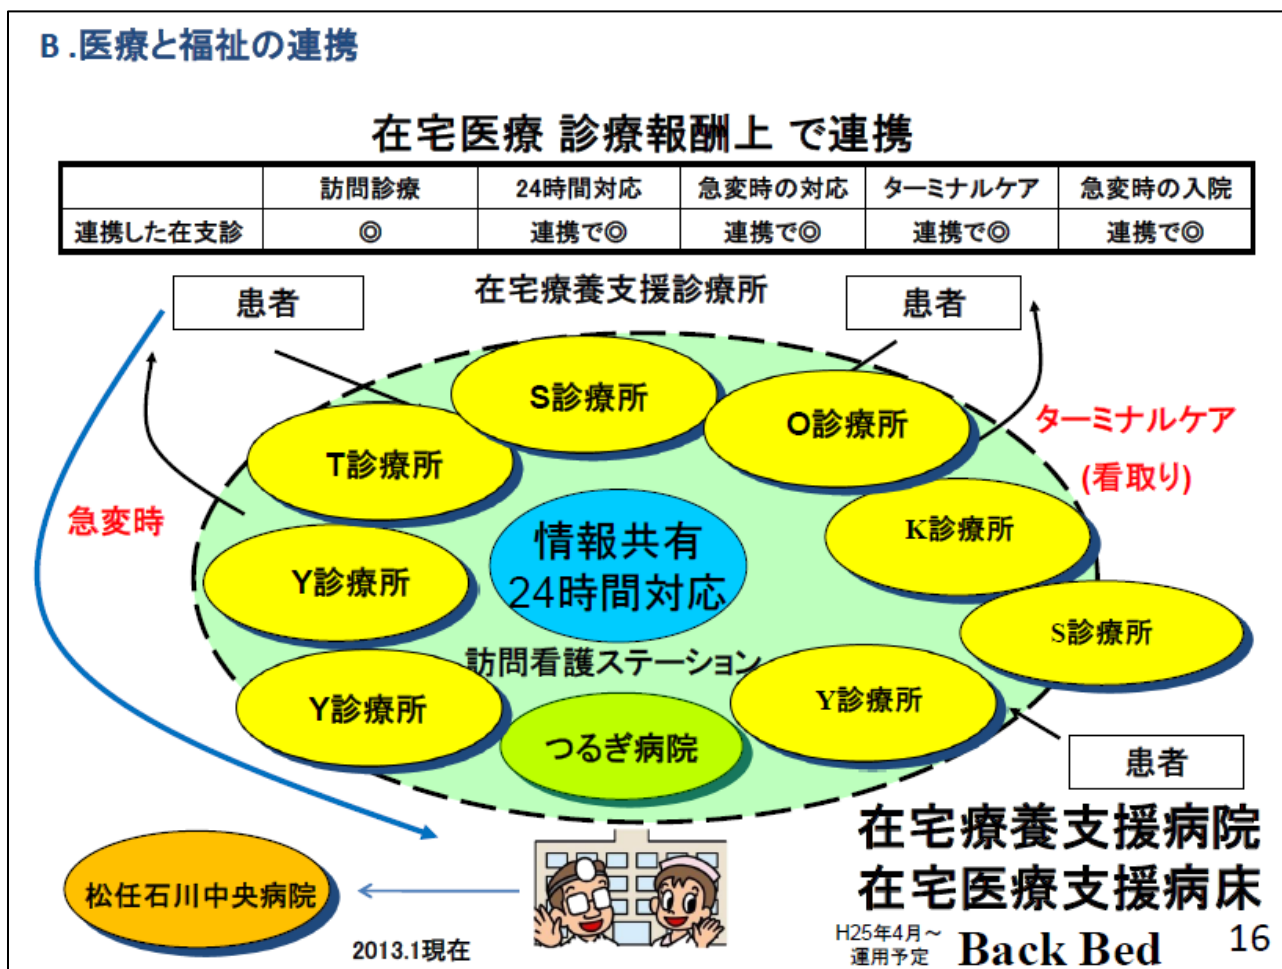 B.医療と福祉の連携
在宅医療 診療報酬上 で連携
訪問診療 24時間対応 急変時の対応 ターミナルケア 急変時の入院
連携した在支診 ◎ 連携で◎ 連携で◎ 連携で◎ 連携で◎
在宅療養支援診療所
患者
患者
S診療所
O診療所
T診療所
ターミナルケア
(看取り)
急変時
情報共有
24時間対応
K診療所
Y診療所
S診療所
訪問看護ステーション
Y診療所
Y診療所
つるぎ病院
患者
在宅療養支援病院
在宅医療支援病床
松任石川中央病院
2013.1現在
H25年4月~
運用予定
Back Bed
16